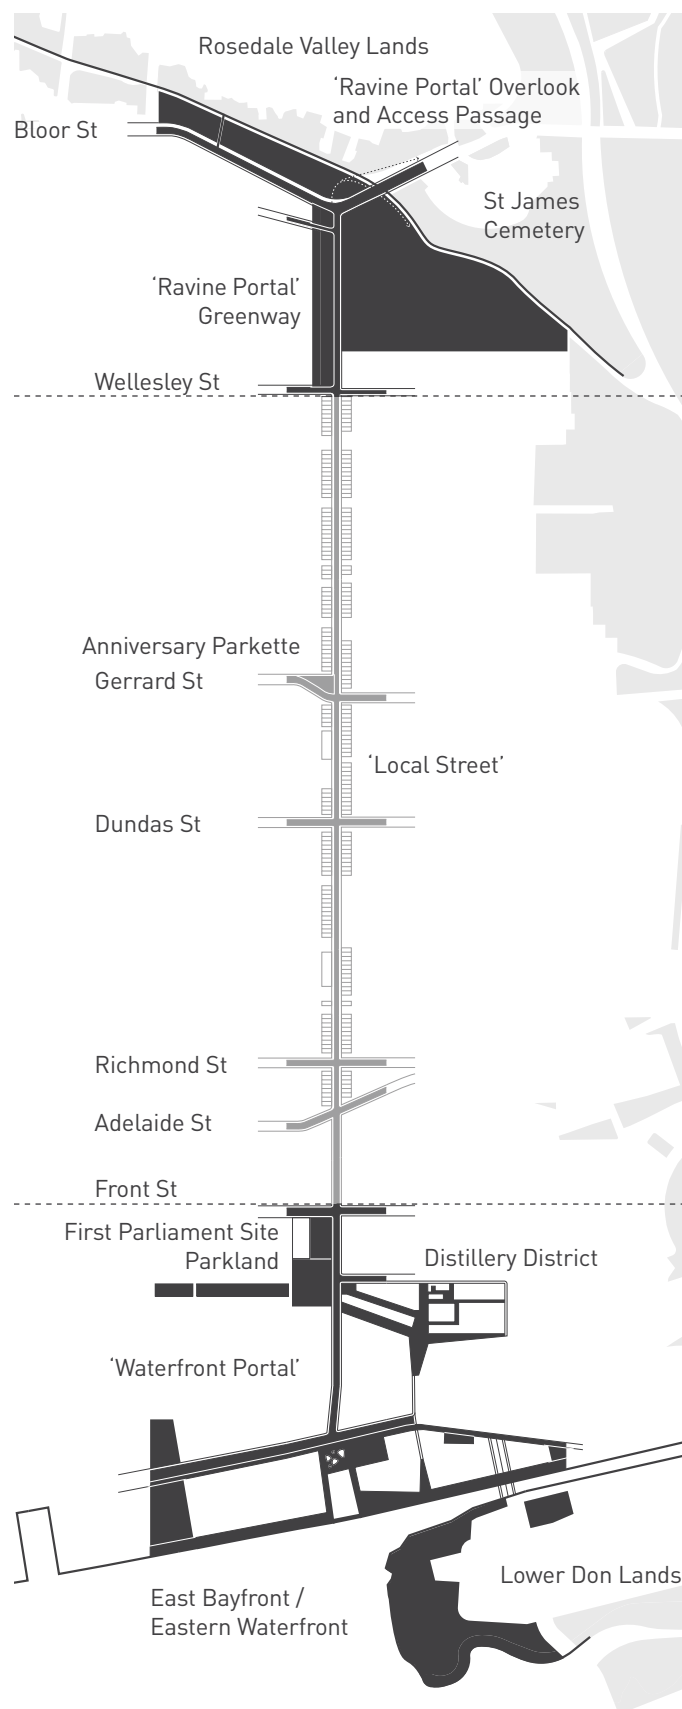 Rosedale Valley Lands
‘Ravine Portal’ Overlook
and Access Passage
Bloor St
St James
Cemetery
‘Ravine Portal’
Greenway
Wellesley St
Anniversary Parkette
Gerrard St
‘Local Street’
Dundas St
Richmond St
Adelaide St
Front St
First Parliament Site
Parkland
Distillery District
‘Waterfront Portal’
Lower Don Lands
East Bayfront /
Eastern Waterfront